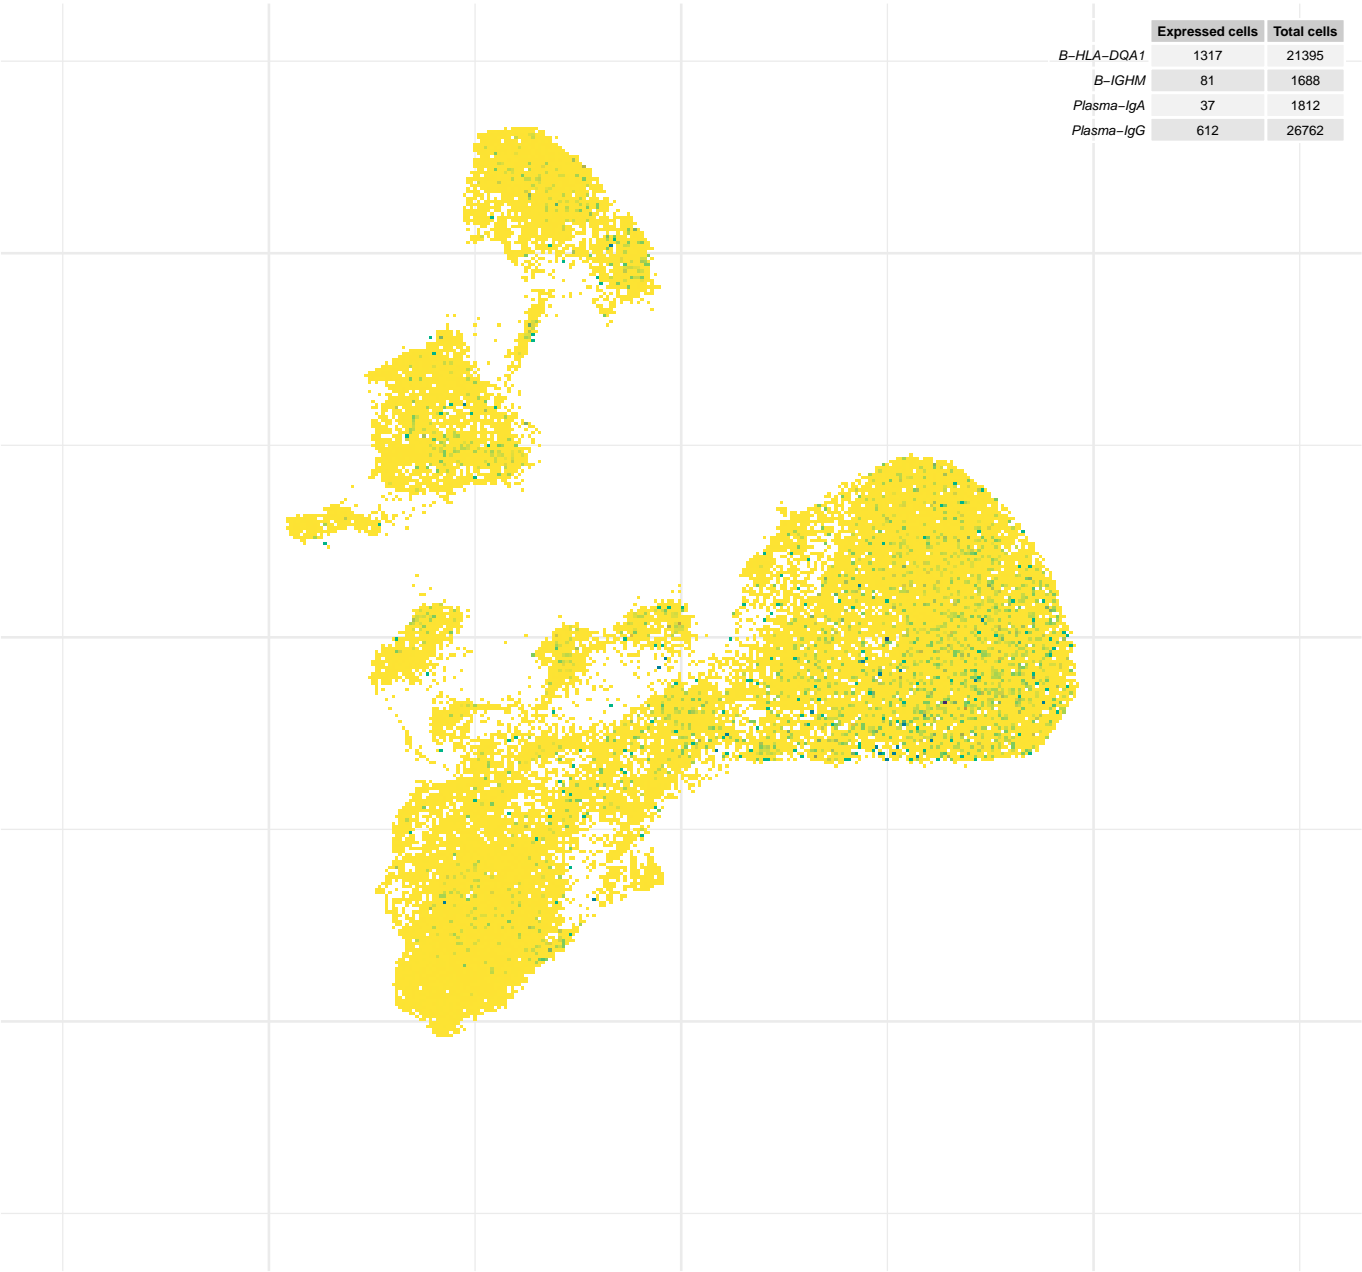 Expressed cells Total cells
B−HLA−DQA1 1317 21395
B−IGHM 81 1688
Plasma−IgA 37 1812
Plasma−IgG 612 26762